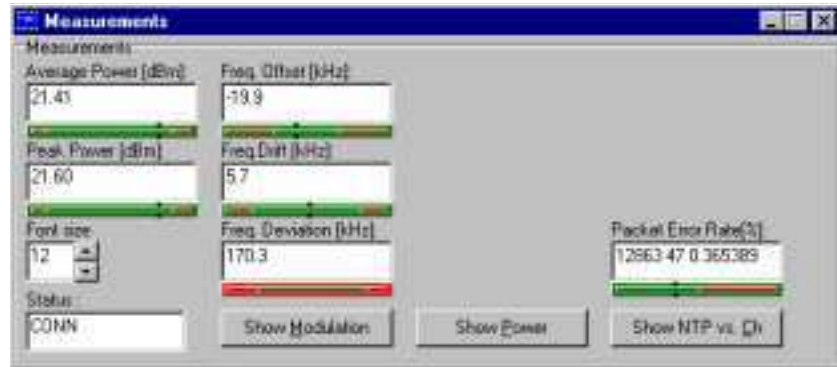 Measurements
Measurements
Average Power [dBm]
21.41
Freq. Offset [kHz]
-19.9
Peak Power [dBm]
21.60
Freq.Drift [kHz]
5.7
Font size
12
Freq. Deviation [kHz]
170.3
Packet Error Rate[%]
12863 47 0.365389
Status
CONN
Show Modulation
Show Power
Show NTP vs. Ch